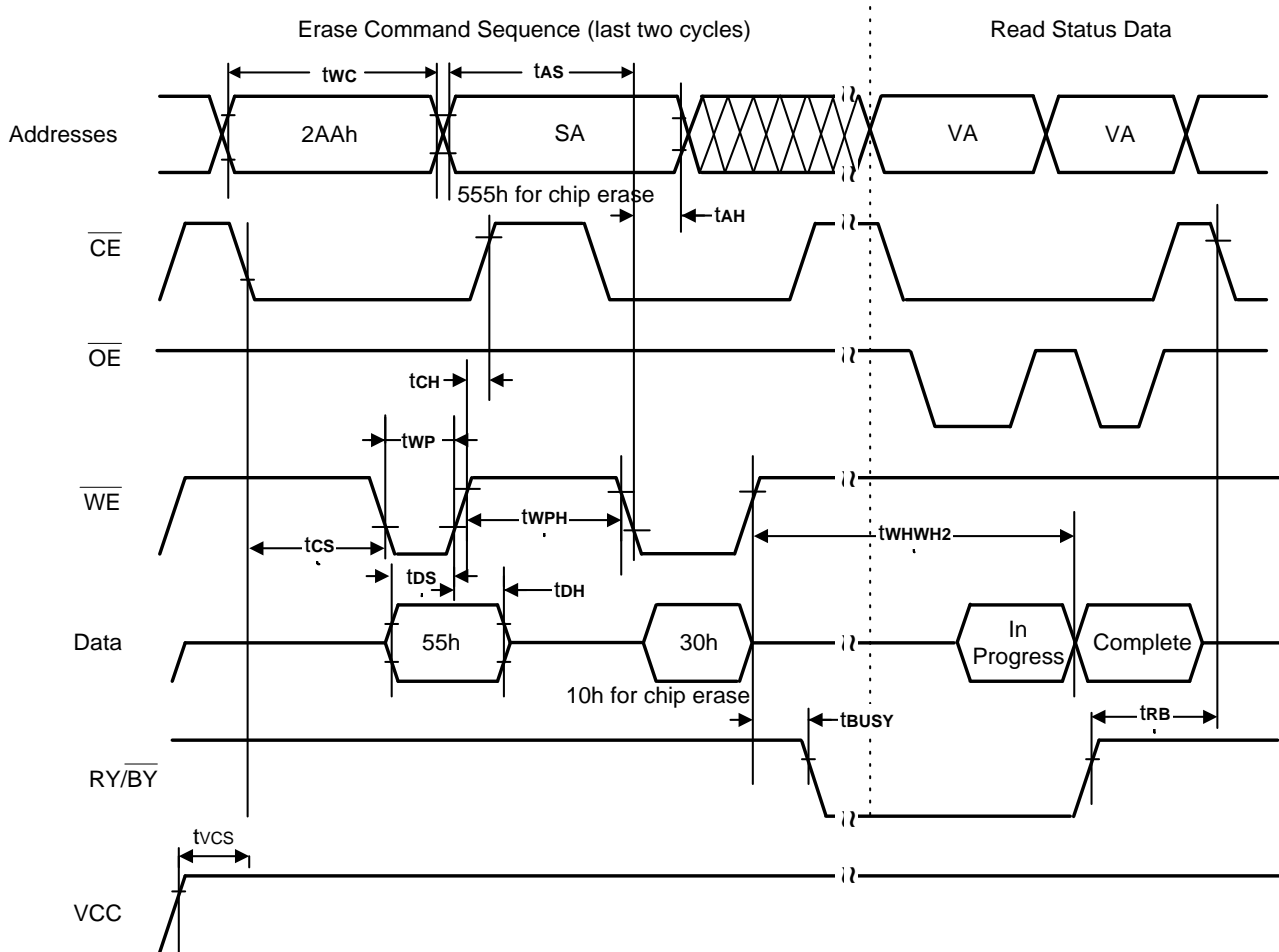 Erase Command Sequence (last two cycles)
Read Status Data
tWC
tAS
Addresses
2AAh
SA
VA
VA
555h for chip erase
tAH
CE
OE
tCH
tWP
WE
tWPH
tWHWH2
tCS
tDS
tDH
Data
55h
30h
In
Progress
Complete
10h for chip erase
tBUSY
tRB
RY/BY
tVCS
VCC